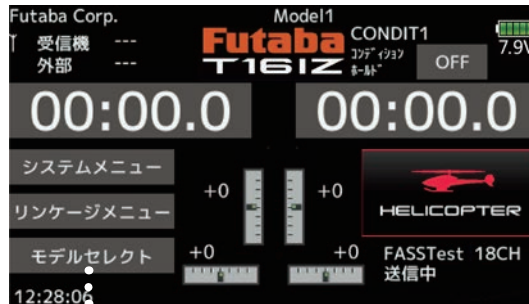 Futaba Corp.
Model1
受信機 ---
外部 ---
Futaba
T16IZ
CONDIT1
コンディション
ホールド
OFF
7.9V
00:00.0
00:00.0
システムメニュー
リンケージメニュー
モデルセレクト
+0
+0
+0
+0
HELICOPTER
FASSTest 18CH
送信中
12:28:06